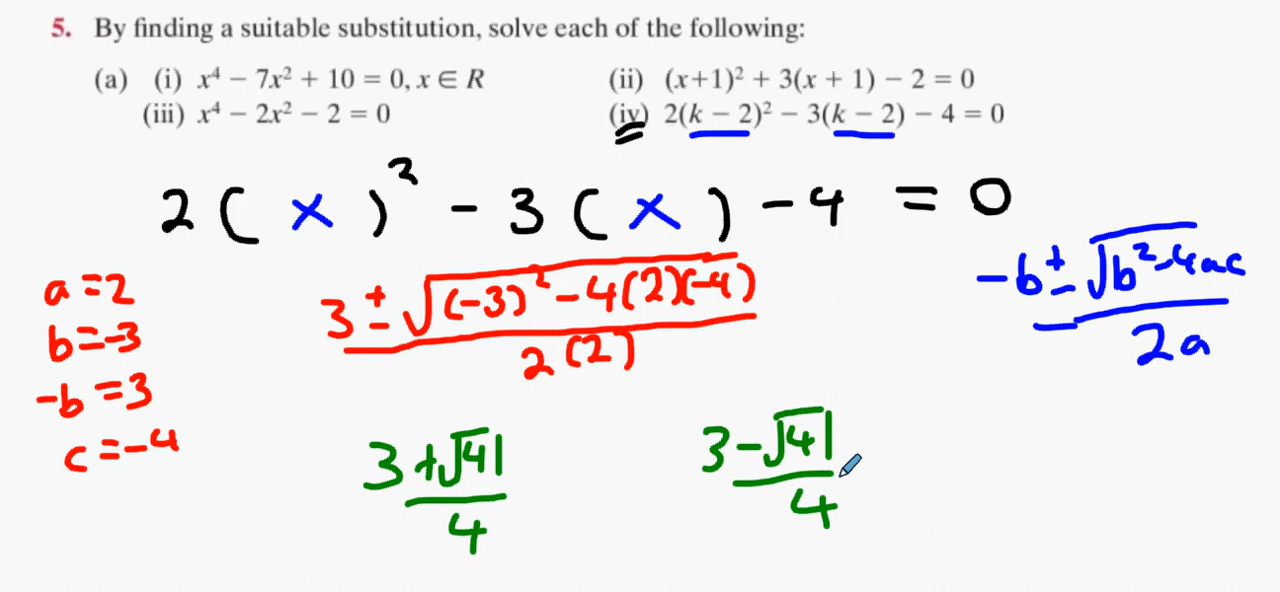 5. By finding a suitable substitution, solve each of the following:
(a) (i) x⁴ − 7x² + 10 = 0, x ∈ R (ii) (x+1)² + 3(x + 1) − 2 = 0
(iii) x⁴ − 2x² − 2 = 0 (iv) 2(k − 2)² − 3(k − 2) − 4 = 0
2(x)² − 3(x) − 4 = 0
−b ± √(b² − 4ac) / 2a
a = 2
b = −3
−b = 3
c = −4
3 ± √((−3)² − 4(2)(−4)) / 2(2)
3 + √41 / 4
3 − √41 / 4